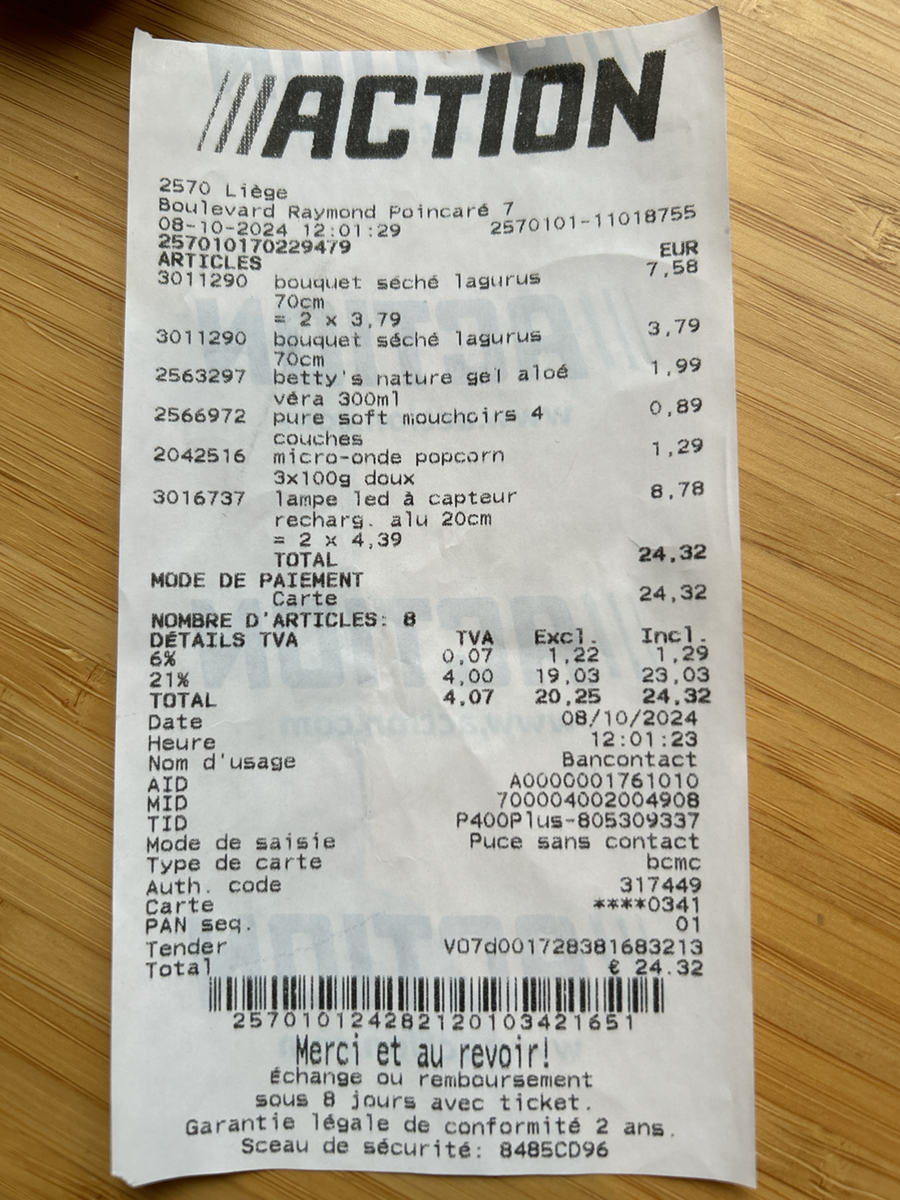 ACTION
2570 Liège
Boulevard Raymond Poincaré 7
08-10-2024 12:01:29 2570101-11018755
257010170229479 EUR
ARTICLES
3011290 bouquet séché lagurus 7,58
70cm
= 2 x 3,79
3011290 bouquet séché lagurus 3,79
70cm
2563297 betty's nature gel aloé 1,99
véra 300ml
2566972 pure soft mouchoirs 4 0,89
couches
2042516 micro-onde popcorn 1,29
3x100g doux
3016737 lampe led à capteur 8,78
recharg. alu 20cm
= 2 x 4,39
TOTAL 24,32
MODE DE PAIEMENT
Carte 24,32
NOMBRE D'ARTICLES: 8
DÉTAILS TVA TVA Excl. Incl.
6% 0,07 1,22 1,29
21% 4,00 19,03 23,03
TOTAL 4,07 20,25 24,32
Date 08/10/2024
Heure 12:01:23
Nom d'usage Bancontact
AID A0000001761010
MID 700004002004908
TID P400Plus-805309337
Mode de saisie Puce sans contact
Type de carte bcmc
Auth. code 317449
Carte ****0341
PAN seq. 01
Tender V07d001728381683213
Total € 24.32
257010124282120103421651
Merci et au revoir!
Échange ou remboursement
sous 8 jours avec ticket.
Garantie légale de conformité 2 ans.
Sceau de sécurité: 8485CD96